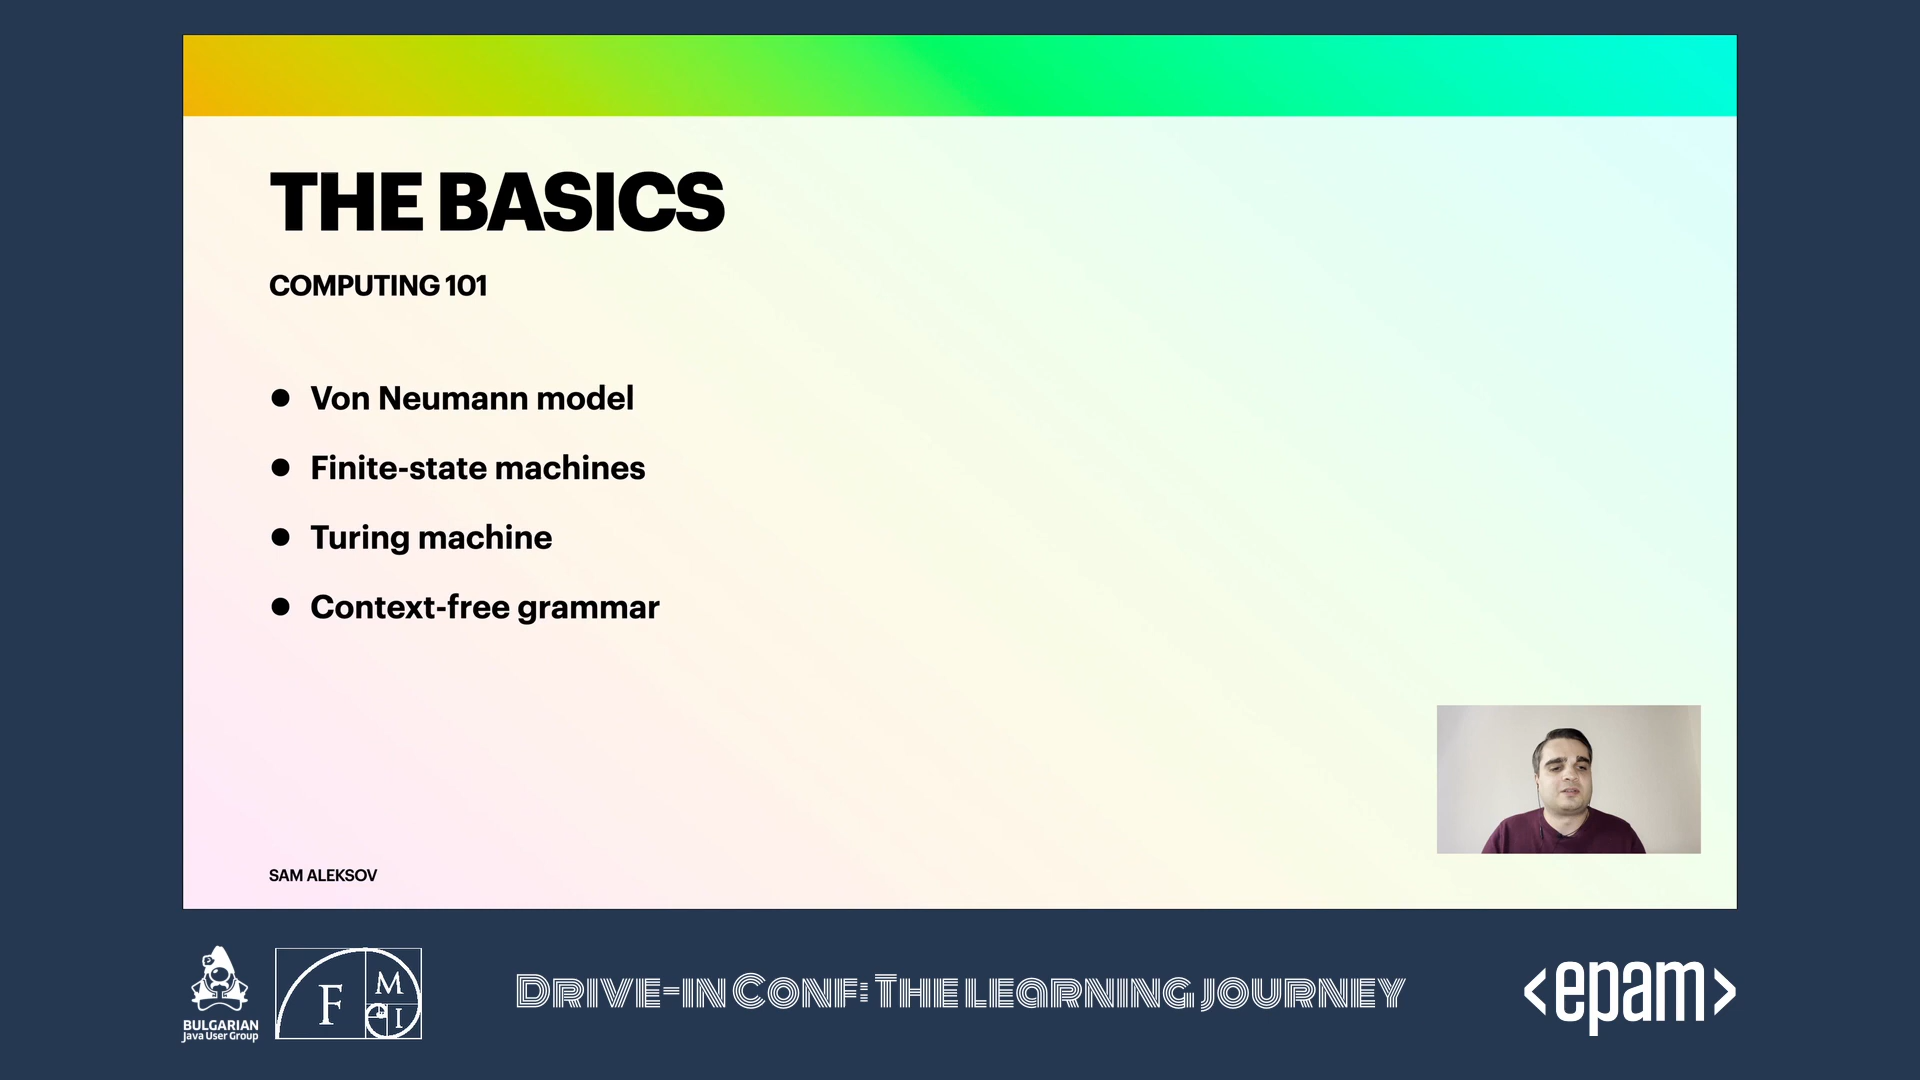 THE BASICS
COMPUTING 101
● Von Neumann model
● Finite-state machines
● Turing machine
● Context-free grammar
SAM ALEKSOV
BULGARIAN
Java User Group
F
M
I
DRIVE-IN CONF: THE LEARNING JOURNEY
<epam>